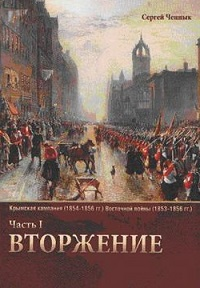 Сергей Ченнык
Крымская кампания (1854-1856 гг.) Восточной войны (1853-1856 гг.)
Часть I
ВТОРЖЕНИЕ